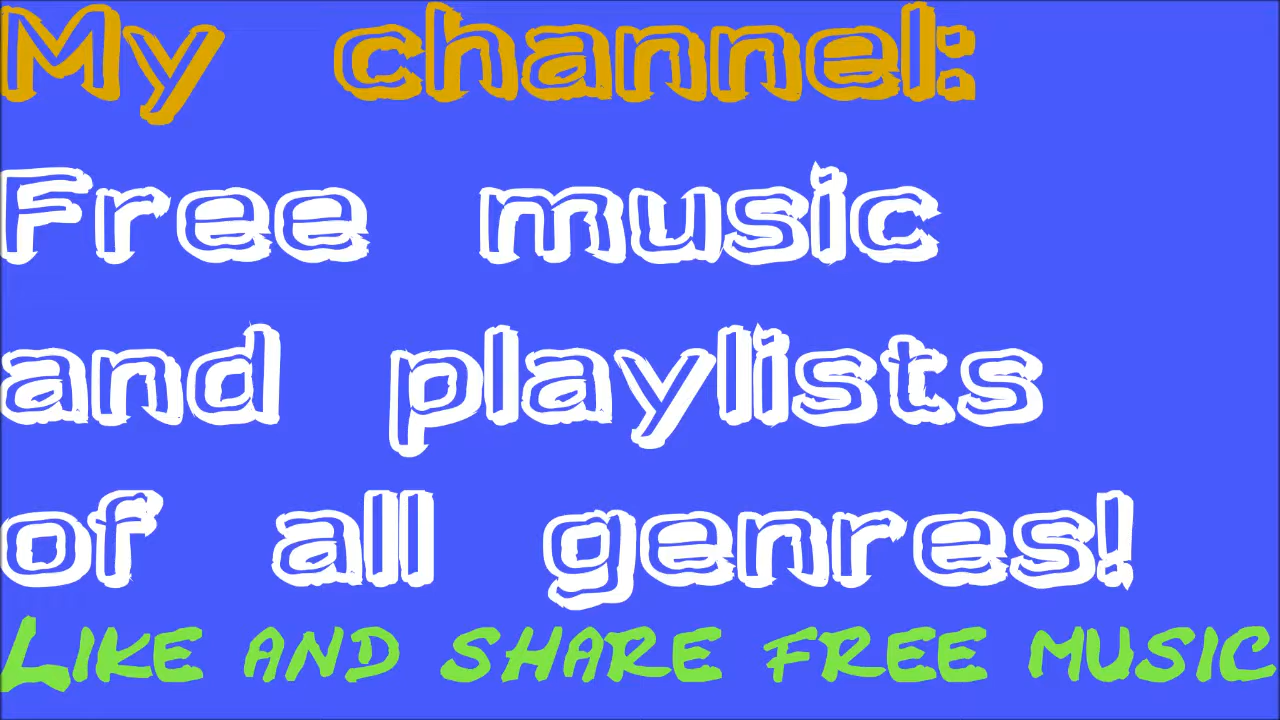 My channel:
Free music
and playlists
of all genres!
LIKE AND SHARE FREE MUSIC